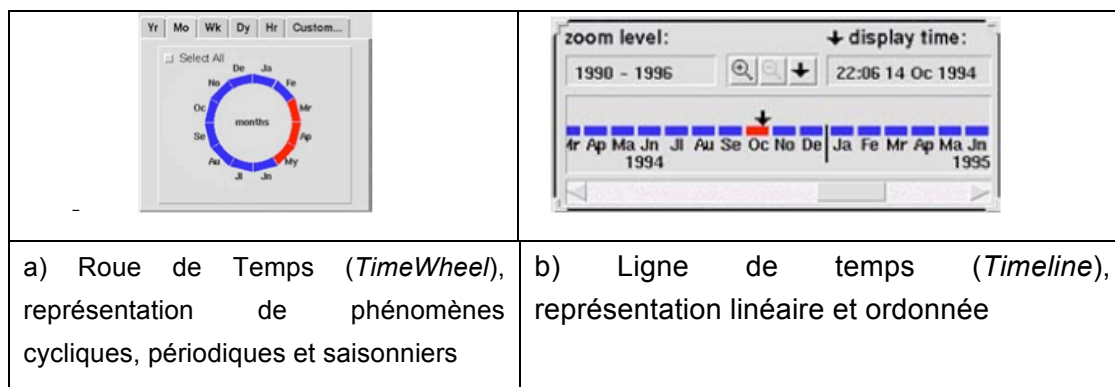 Yr Mo Wk Dy Hr Custom...
Select All
De Ja
No Fe
Oc Mr
months
Se Ap
Au My
Jl Jn
zoom level: display time:
1990 - 1996 22:06 14 Oc 1994
Ap Ma Jn Jl Au Se Oc No De Ja Fe Mr Ap Ma Jn
1994 1995
a) Roue de Temps (TimeWheel),
représentation de phénomènes
cycliques, périodiques et saisonniers
b) Ligne de temps (Timeline),
représentation linéaire et ordonnée